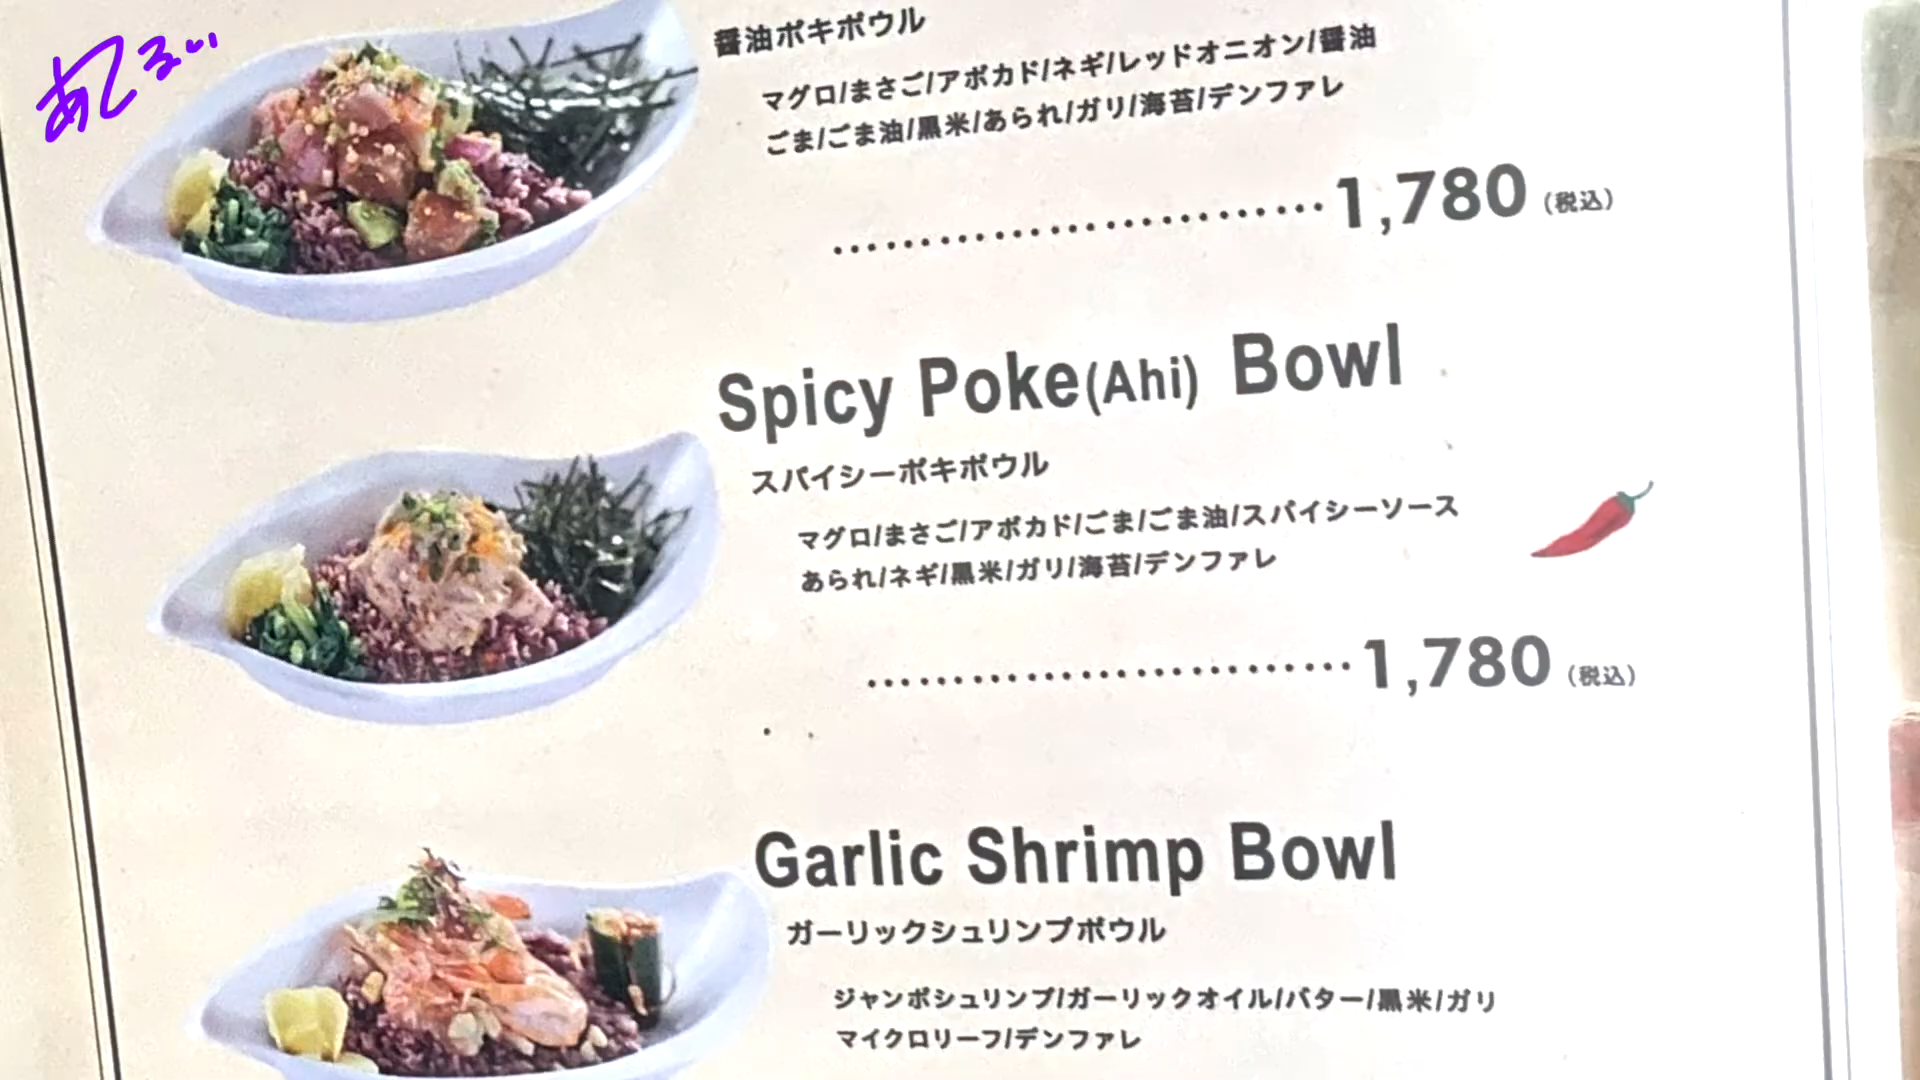 あてるい
醤油ポキボウル
マグロ/まさご/アボカド/ネギ/レッドオニオン/醤油
ごま/ごま油/黒米/あられ/ガリ/海苔/デンファレ
1,780 (税込)
Spicy Poke(Ahi) Bowl
スパイシーポキボウル
マグロ/まさご/アボカド/ごま/ごま油/スパイシーソース
あられ/ネギ/黒米/ガリ/海苔/デンファレ
1,780 (税込)
Garlic Shrimp Bowl
ガーリックシュリンプボウル
ジャンボシュリンプ/ガーリックオイル/バター/黒米/ガリ
マイクロリーフ/デンファレ